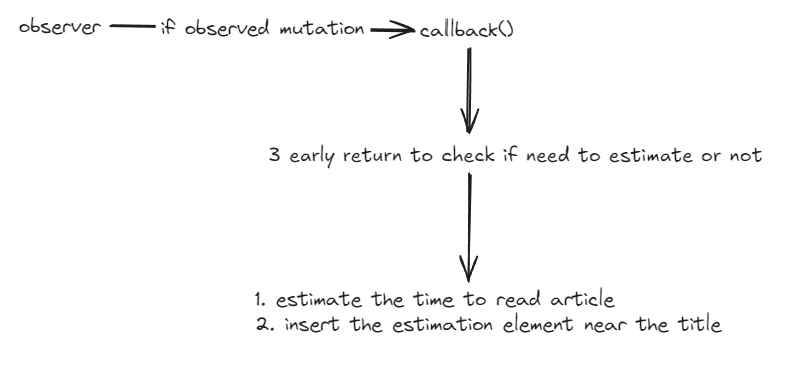 observer if observed mutation callback()
3 early return to check if need to estimate or not
1. estimate the time to read article
2. insert the estimation element near the title